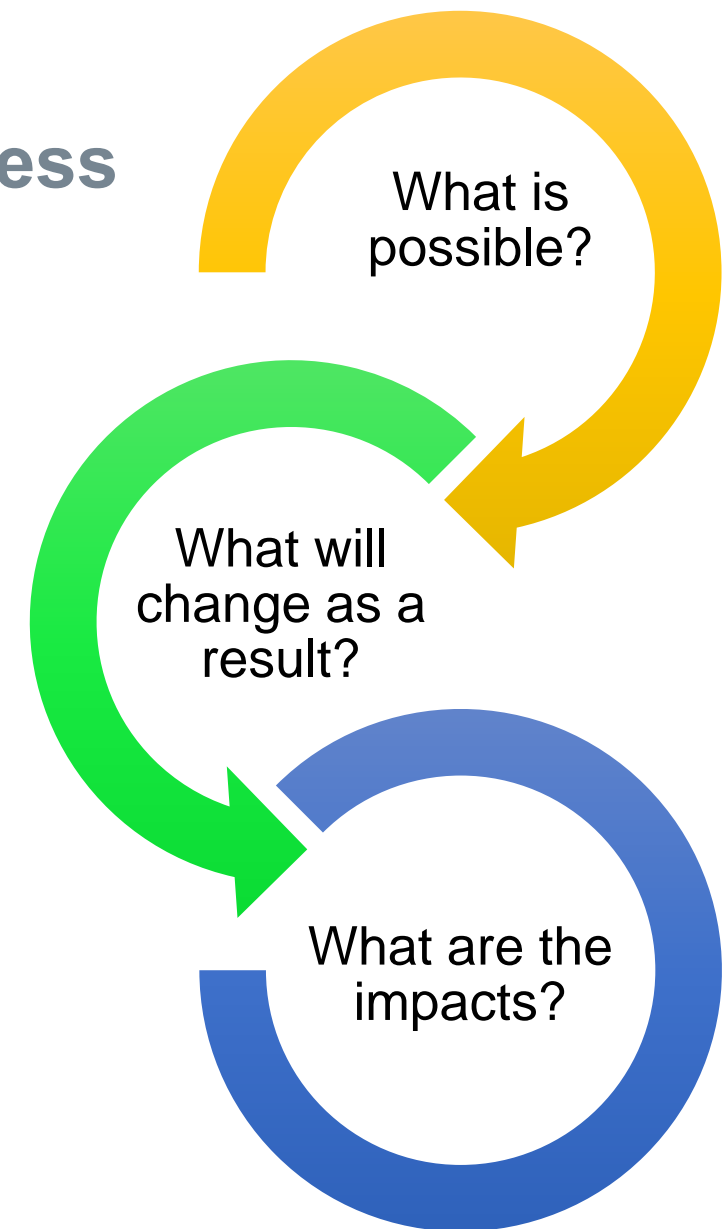 ess
What is
possible?
What will
change as a
result?
What are the
impacts?